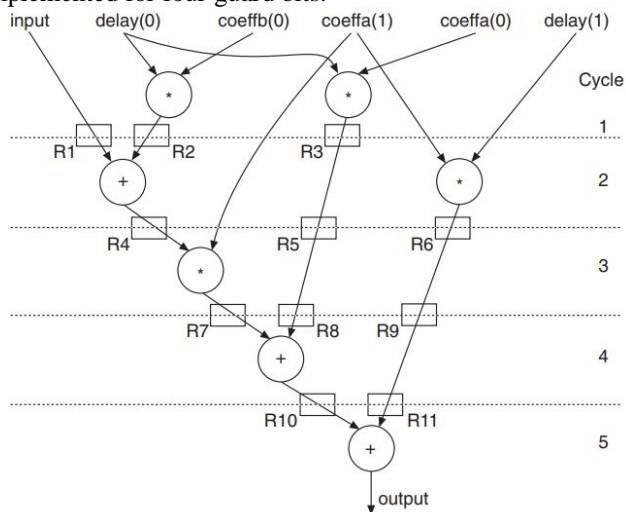 implemented for four guard bits.
input delay(0) coeffb(0) coeffa(1) coeffa(0) delay(1)
* * Cycle
R1 R2 R3 1
+ * 2
R4 R5 R6
* 3
R7 R8 R9
+ 4
R10 R11
+ 5
output